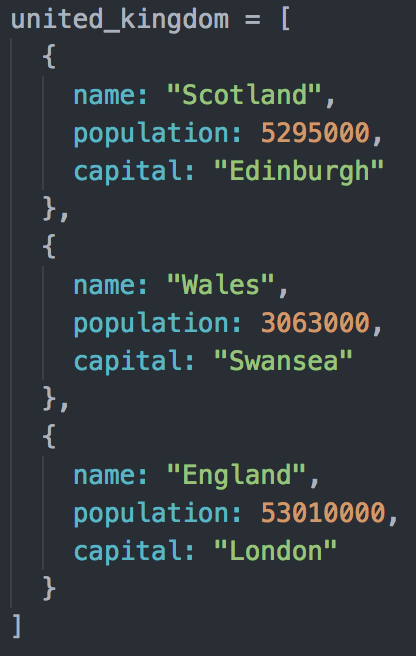 united_kingdom = [
  {
    name: "Scotland",
    population: 5295000,
    capital: "Edinburgh"
  },
  {
    name: "Wales",
    population: 3063000,
    capital: "Swansea"
  },
  {
    name: "England",
    population: 53010000,
    capital: "London"
  }
]